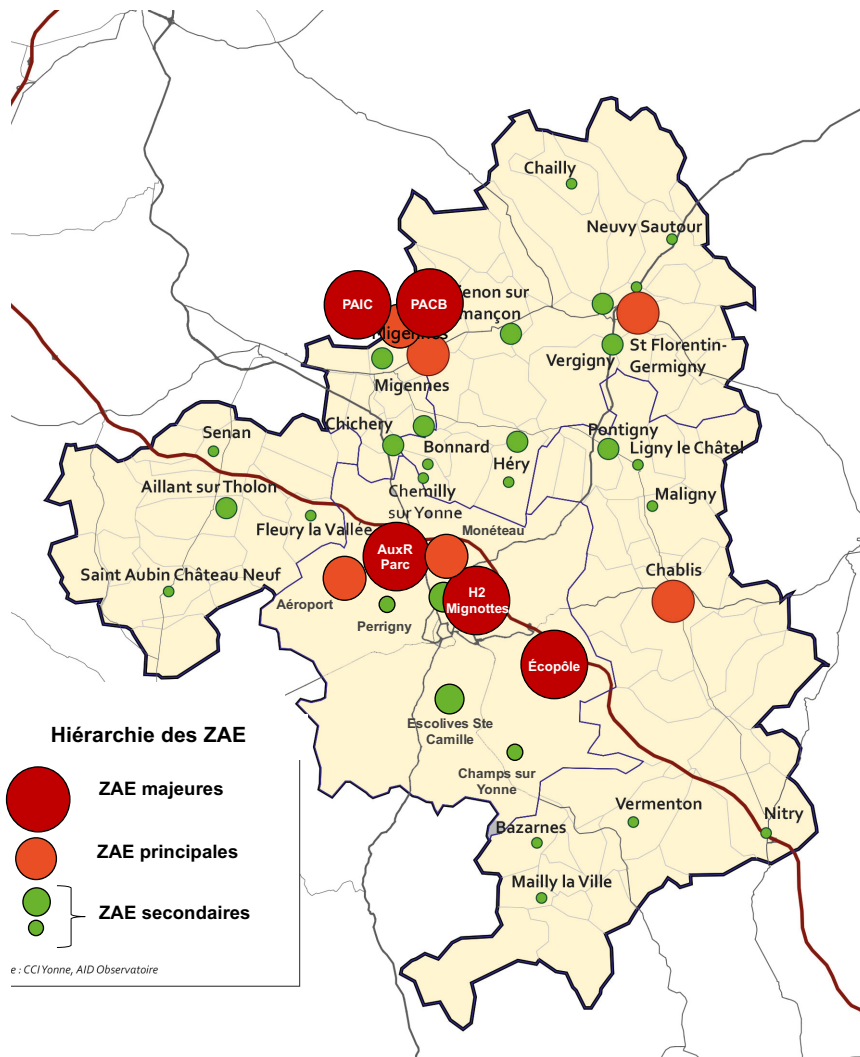 Chailly
Neuvy Sautour
PAIC
PACB
enon sur
mançon
Migennes
St Florentin-
Germigny
Vergigny
Migennes
Chichery
Bonnard
Héry
Pontigny
Ligny le Châtel
Senan
Aillant sur Tholon
Chemilly
sur Yonne
Maligny
Fleury la Vallée
Monéteau
AuxR
Parc
Saint Aubin Château Neuf
Aéroport
Perrigny
H2
Mignottes
Chablis
Écopôle
Escolives Ste
Camille
Champs sur
Yonne
Vermenton
Nitry
Bazarnes
Mailly la Ville
Hiérarchie des ZAE
ZAE majeures
ZAE principales
ZAE secondaires
e : CCI Yonne, AID Observatoire